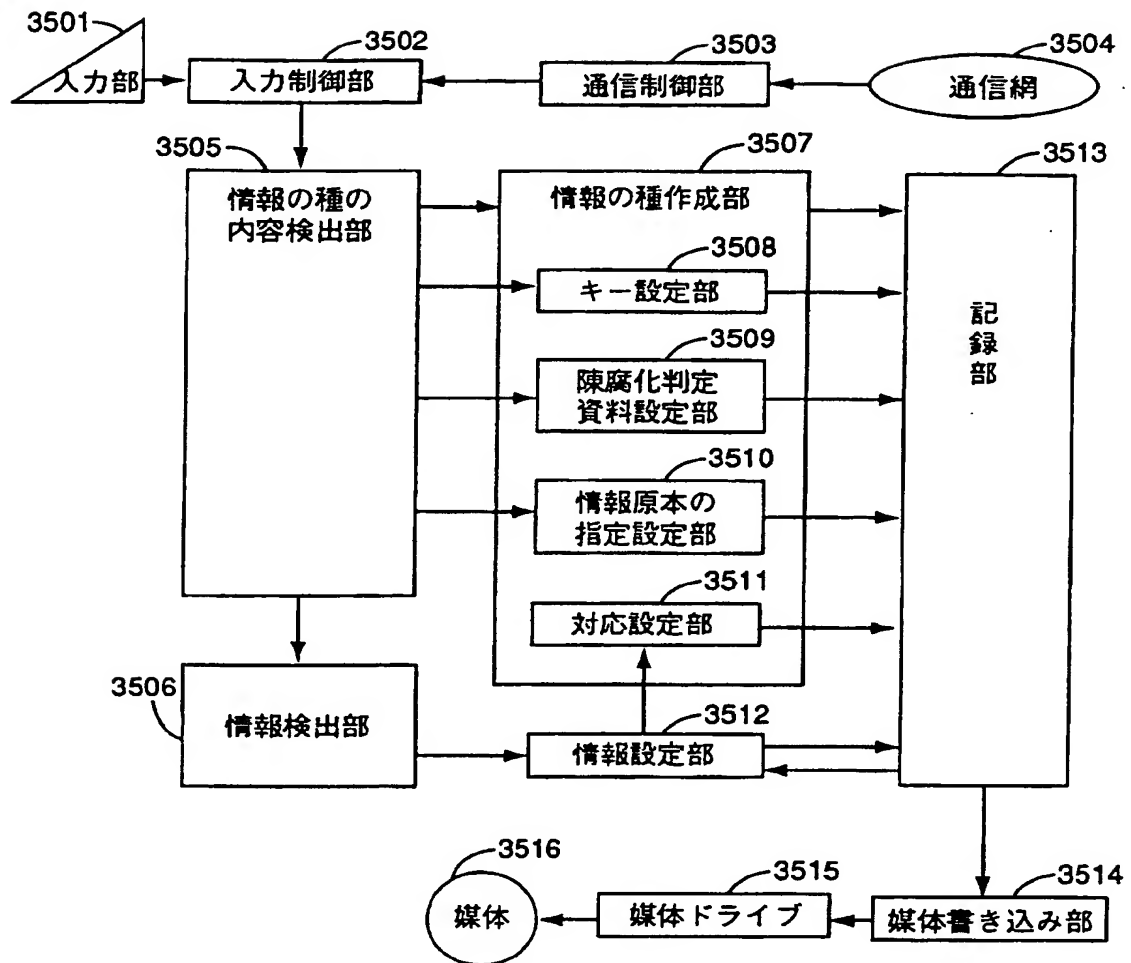 3501
入力部
3502
入力制御部
3503
通信制御部
3504
通信網
3505
情報の種の
内容検出部
3507
情報の種作成部
3513
記録部
3508
キー設定部
3509
陳腐化判定
資料設定部
3510
情報原本の
指定設定部
3511
対応設定部
3506
情報検出部
3512
情報設定部
3516
媒体
3515
媒体ドライブ
3514
媒体書き込み部